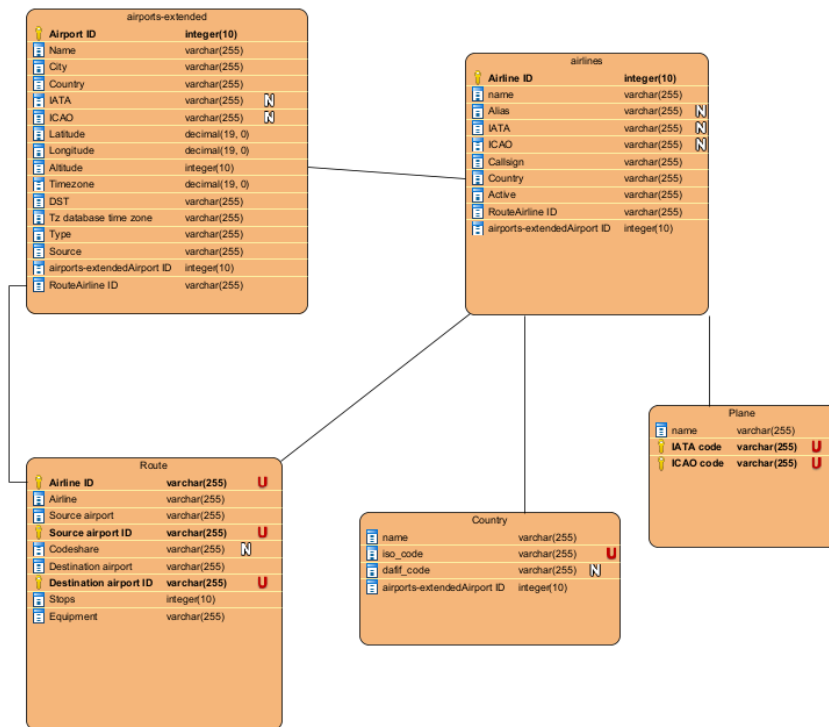 airports-extended
Airport ID integer(10)
Name varchar(255)
City varchar(255)
Country varchar(255)
IATA varchar(255) N
ICAO varchar(255) N
Latitude decimal(19, 0)
Longitude decimal(19, 0)
Altitude integer(10)
Timezone decimal(19, 0)
DST varchar(255)
Tz database time zone varchar(255)
Type varchar(255)
Source varchar(255)
airports-extendedAirport ID integer(10)
RouteAirline ID varchar(255)
airlines
Airline ID integer(10)
name varchar(255)
Alias varchar(255) N
IATA varchar(255) N
ICAO varchar(255) N
Callsign varchar(255)
Country varchar(255)
Active varchar(255)
RouteAirline ID varchar(255)
airports-extendedAirport ID integer(10)
Plane
name varchar(255)
IATA code varchar(255) U
ICAO code varchar(255) U
Route
Airline ID varchar(255) U
Airline varchar(255)
Source airport varchar(255)
Source airport ID varchar(255) U
Codeshare varchar(255) N
Destination airport varchar(255)
Destination airport ID varchar(255) U
Stops integer(10)
Equipment varchar(255)
Country
name varchar(255)
iso_code varchar(255) U
dafif_code varchar(255) N
airports-extendedAirport ID integer(10)